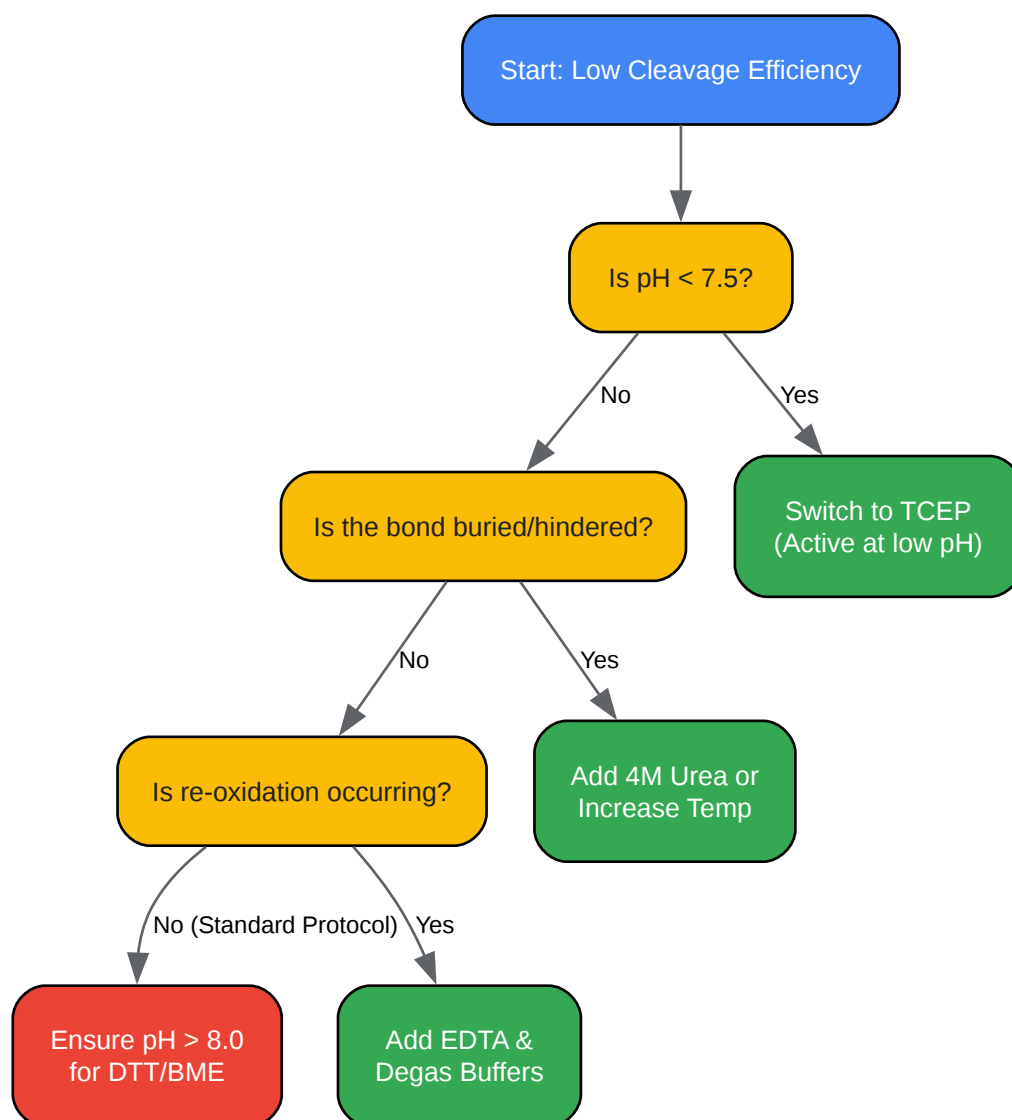 Start: Low Cleavage Efficiency
Is pH < 7.5?
No
Yes
Is the bond buried/hindered?
Switch to TCEP
(Active at low pH)
No
Yes
Is re-oxidation occurring?
Add 4M Urea or
Increase Temp
No (Standard Protocol)
Yes
Ensure pH > 8.0
for DTT/BME
Add EDTA &
Degas Buffers